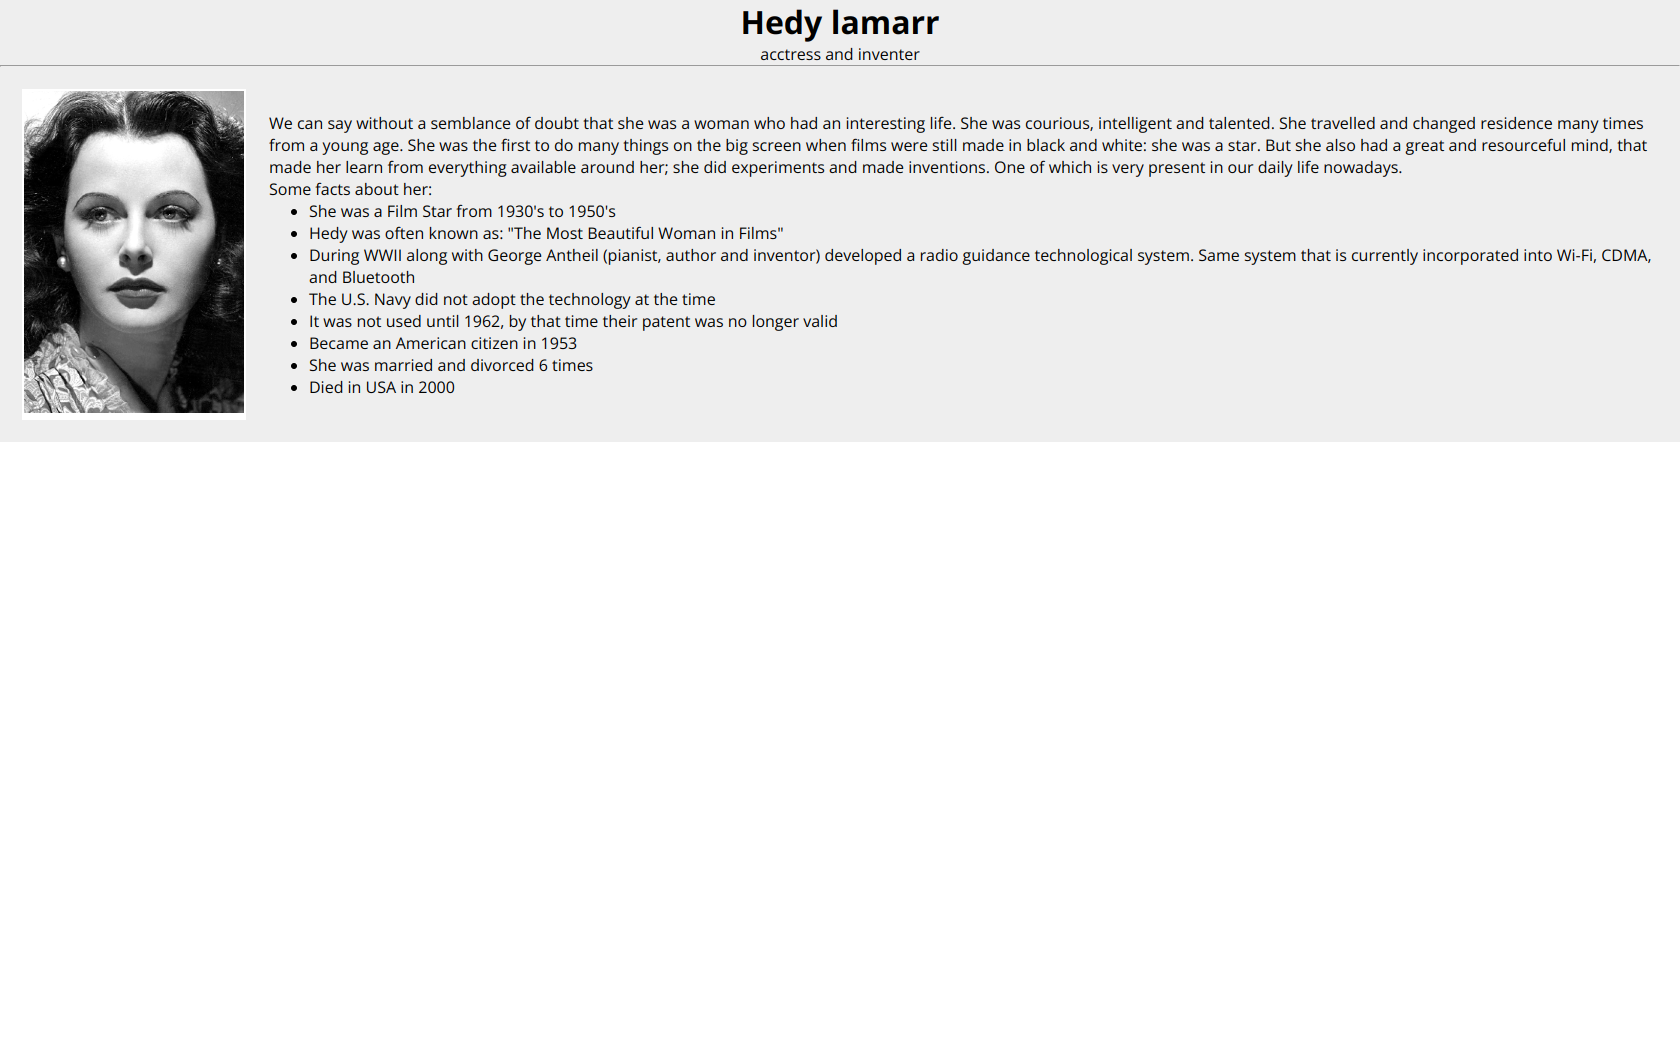 Hedy lamarr
acctress and inventer
We can say without a semblance of doubt that she was a woman who had an interesting life. She was courious, intelligent and talented. She travelled and changed residence many times
from a young age. She was the first to do many things on the big screen when films were still made in black and white: she was a star. But she also had a great and resourceful mind, that
made her learn from everything available around her; she did experiments and made inventions. One of which is very present in our daily life nowadays.
Some facts about her:
• She was a Film Star from 1930's to 1950's
• Hedy was often known as: "The Most Beautiful Woman in Films"
• During WWII along with George Antheil (pianist, author and inventor) developed a radio guidance technological system. Same system that is currently incorporated into Wi-Fi, CDMA,
and Bluetooth
• The U.S. Navy did not adopt the technology at the time
• It was not used until 1962, by that time their patent was no longer valid
• Became an American citizen in 1953
• She was married and divorced 6 times
• Died in USA in 2000